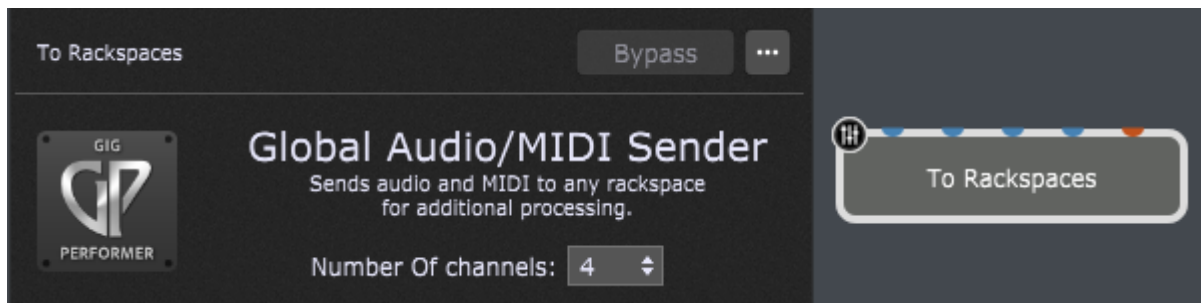 To Rackspaces
Bypass
...
GIG
GP
PERFORMER
Global Audio/MIDI Sender
Sends audio and MIDI to any rackspace
for additional processing.
Number Of channels: 4
To Rackspaces